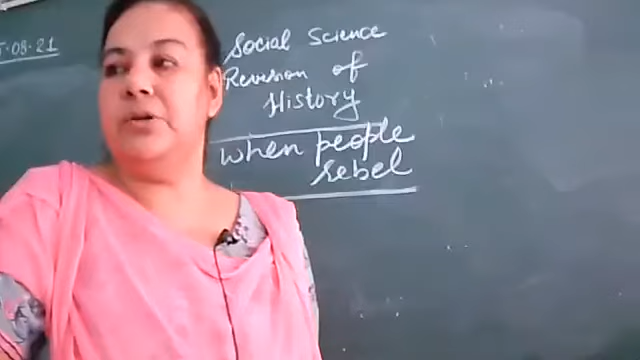 -08-21
Social Science
Revision of
History
when people
rebel